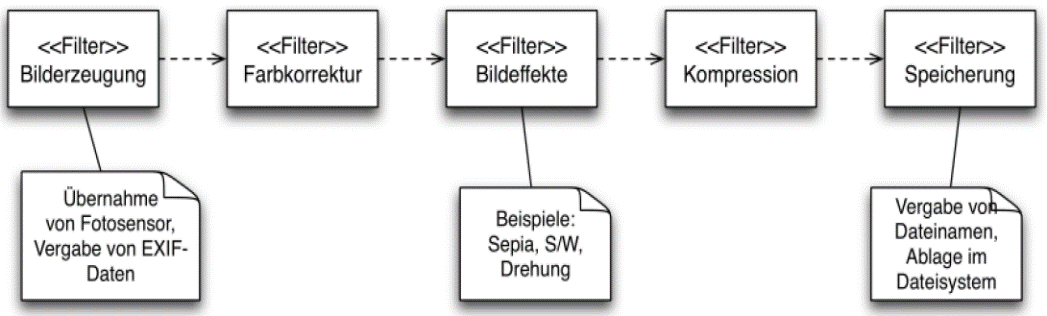 <<Filter>>
Bilderzeugung
<<Filter>>
Farbkorrektur
<<Filter>>
Bildeffekte
<<Filter>>
Kompression
<<Filter>>
Speicherung
Übernahme
von Fotosensor,
Vergabe von EXIF-
Daten
Beispiele:
Sepia, S/W,
Drehung
Vergabe von
Dateinamen,
Ablage im
Dateisystem